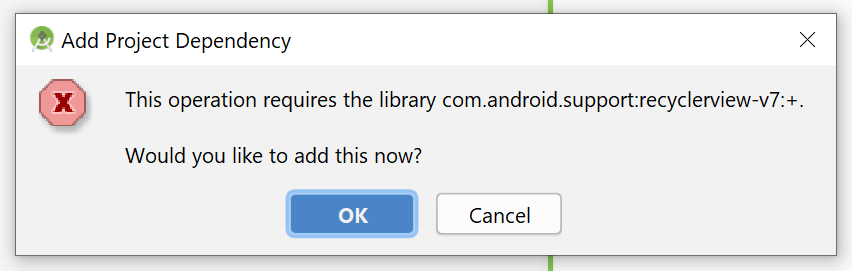 Add Project Dependency
This operation requires the library com.android.support:recyclerview-v7:+.
Would you like to add this now?
OK
Cancel